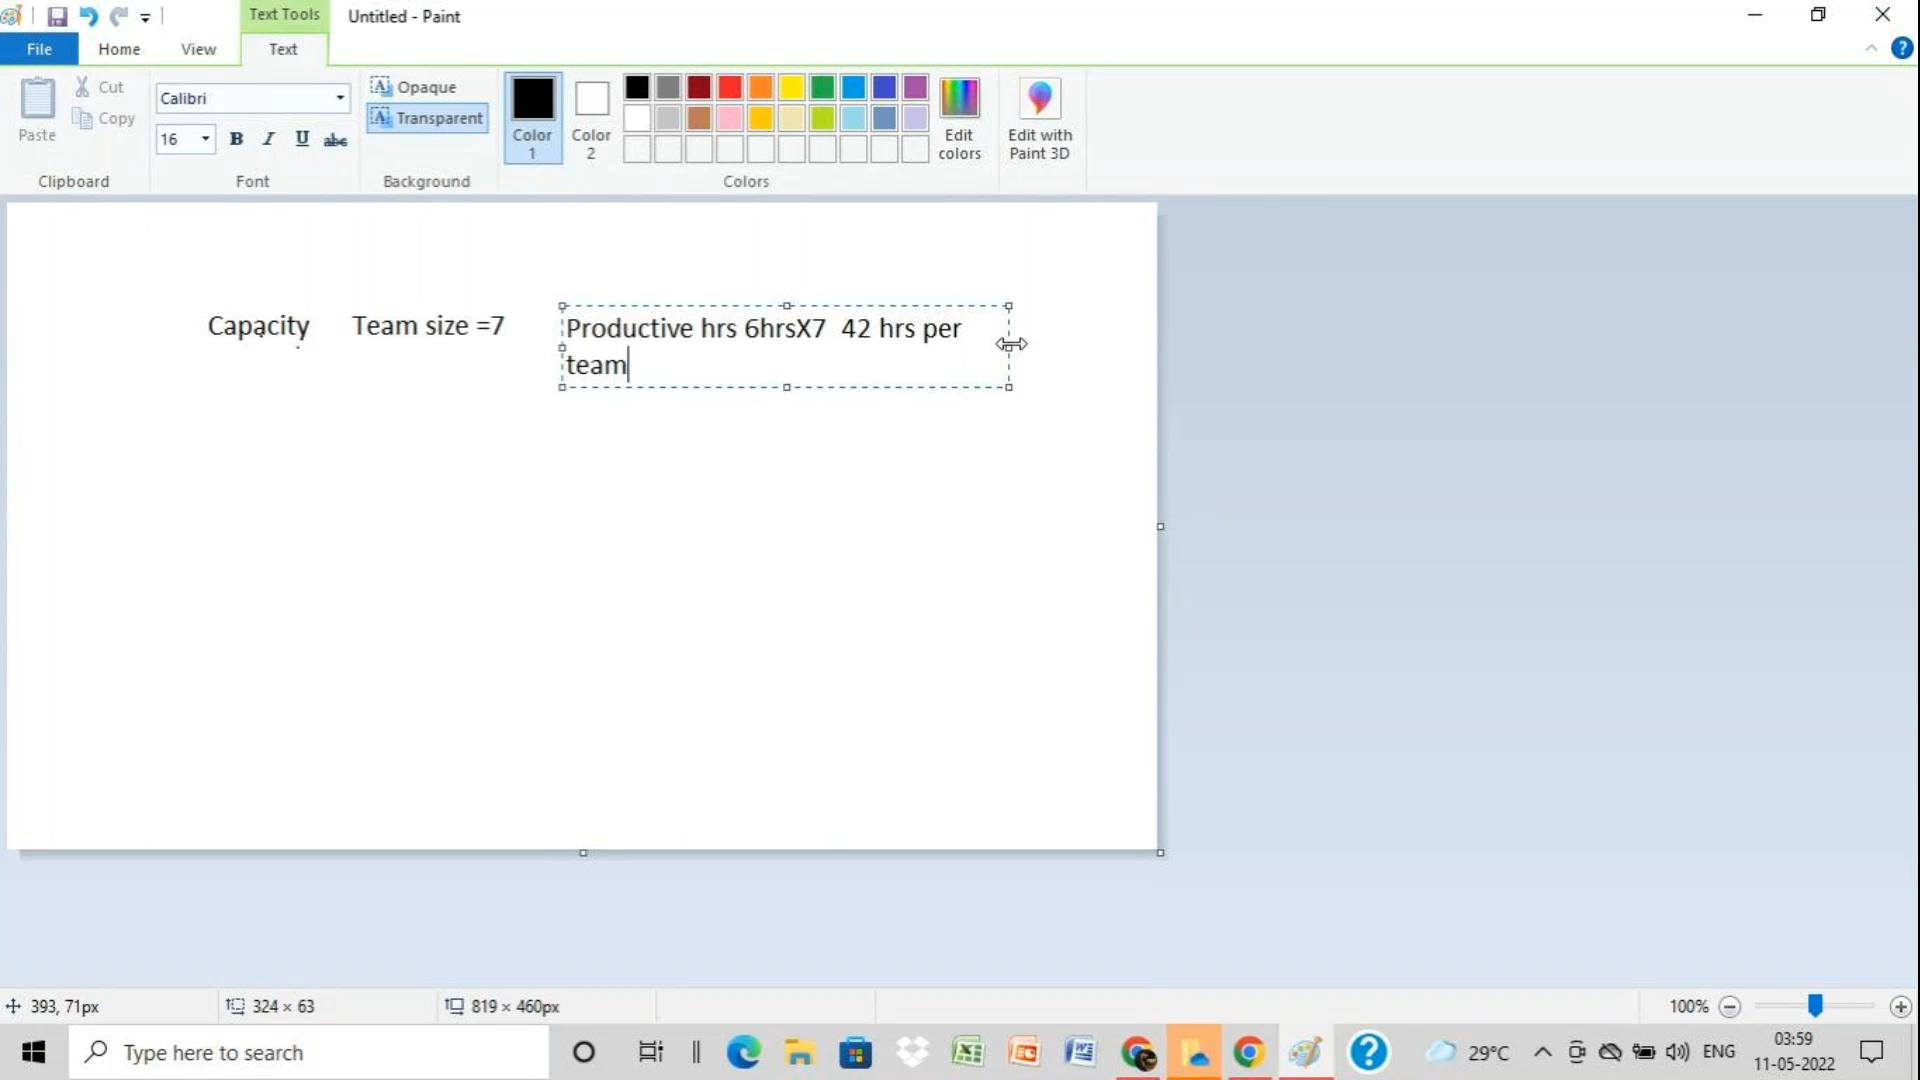 Text Tools
Untitled - Paint
File
Home
View
Text
Paste
Cut
Copy
Clipboard
Calibri
16
B I U abc
Font
Opaque
Transparent
Background
Color 1
Color 2
Colors
Edit colors
Edit with Paint 3D
Capacity
Team size =7
Productive hrs 6hrsX7  42 hrs per
team
393, 71px
324 × 63
819 × 460px
100%
Type here to search
29°C
ENG
03:59
11-05-2022